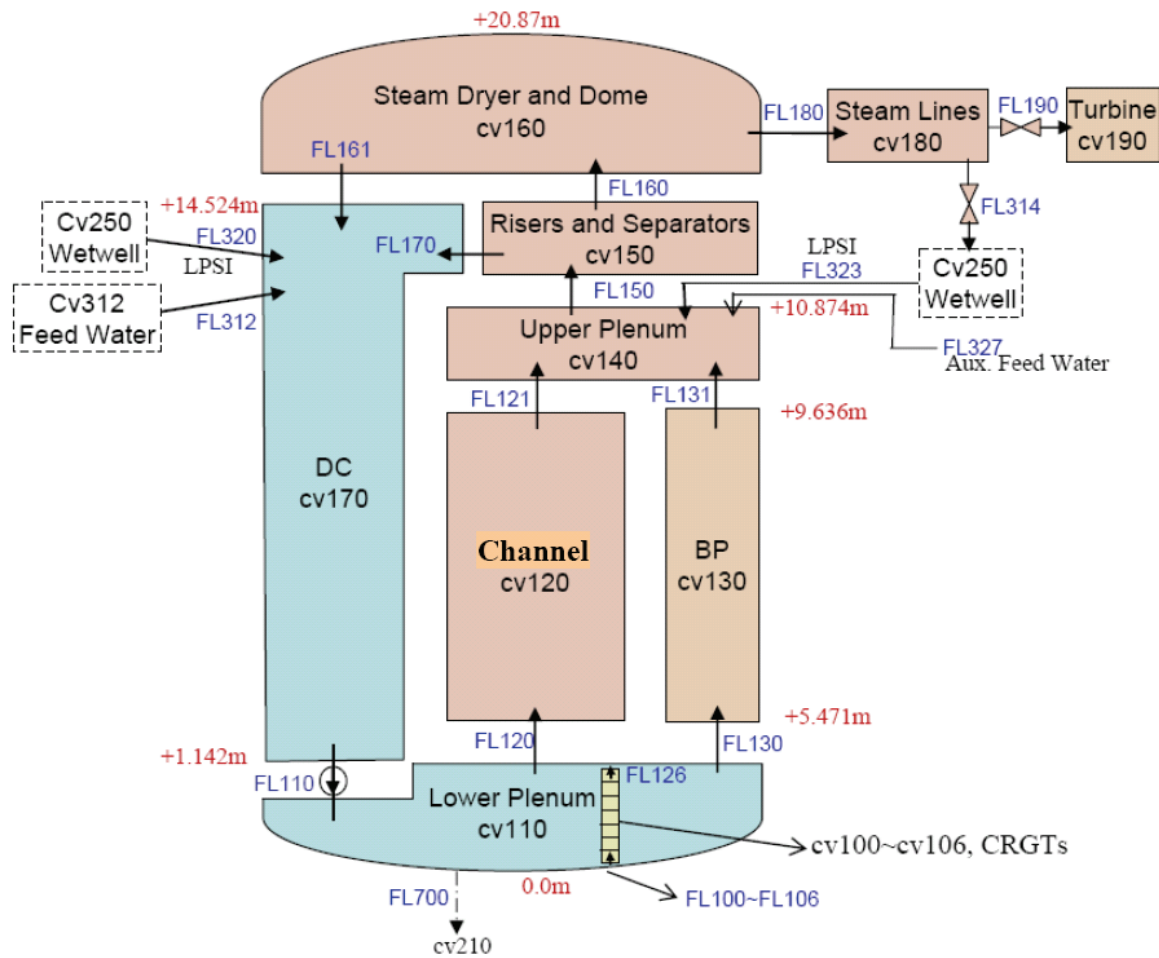 +20.87m
Steam Dryer and Dome
cv160
FL180
Steam Lines
cv180
FL190
Turbine
cv190
FL161
FL160
FL314
+14.524m
Cv250
Wetwell
FL320
LPSI
Cv312
Feed Water
FL312
FL170
Risers and Separators
cv150
LPSI
FL323
Cv250
Wetwell
FL150
+10.874m
Upper Plenum
cv140
FL327
Aux. Feed Water
FL121
FL131
+9.636m
DC
cv170
Channel
cv120
BP
cv130
+5.471m
FL120
FL130
+1.142m
FL110
FL126
Lower Plenum
cv110
cv100~cv106, CRGTs
0.0m
FL700
FL100~FL106
cv210